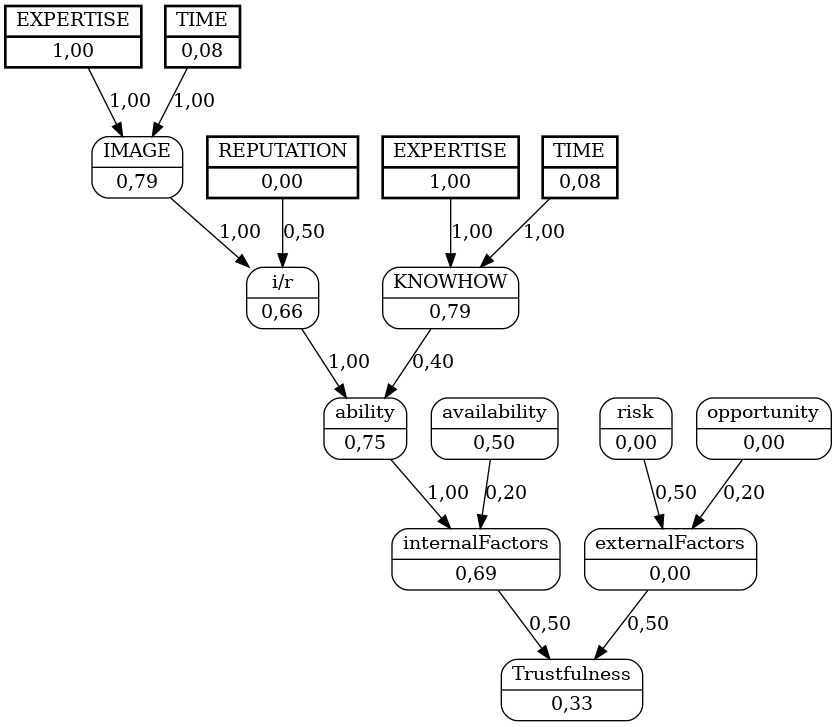 EXPERTISE TIME
1,00 0,08
1,00 1,00
IMAGE REPUTATION EXPERTISE TIME
0,79 0,00 1,00 0,08
1,00 0,50 1,00 1,00
i/r KNOWHOW
0,66 0,79
1,00 0,40
ability availability risk opportunity
0,75 0,50 0,00 0,00
1,00 0,20 0,50 0,20
internalFactors externalFactors
0,69 0,00
0,50 0,50
Trustfulness
0,33